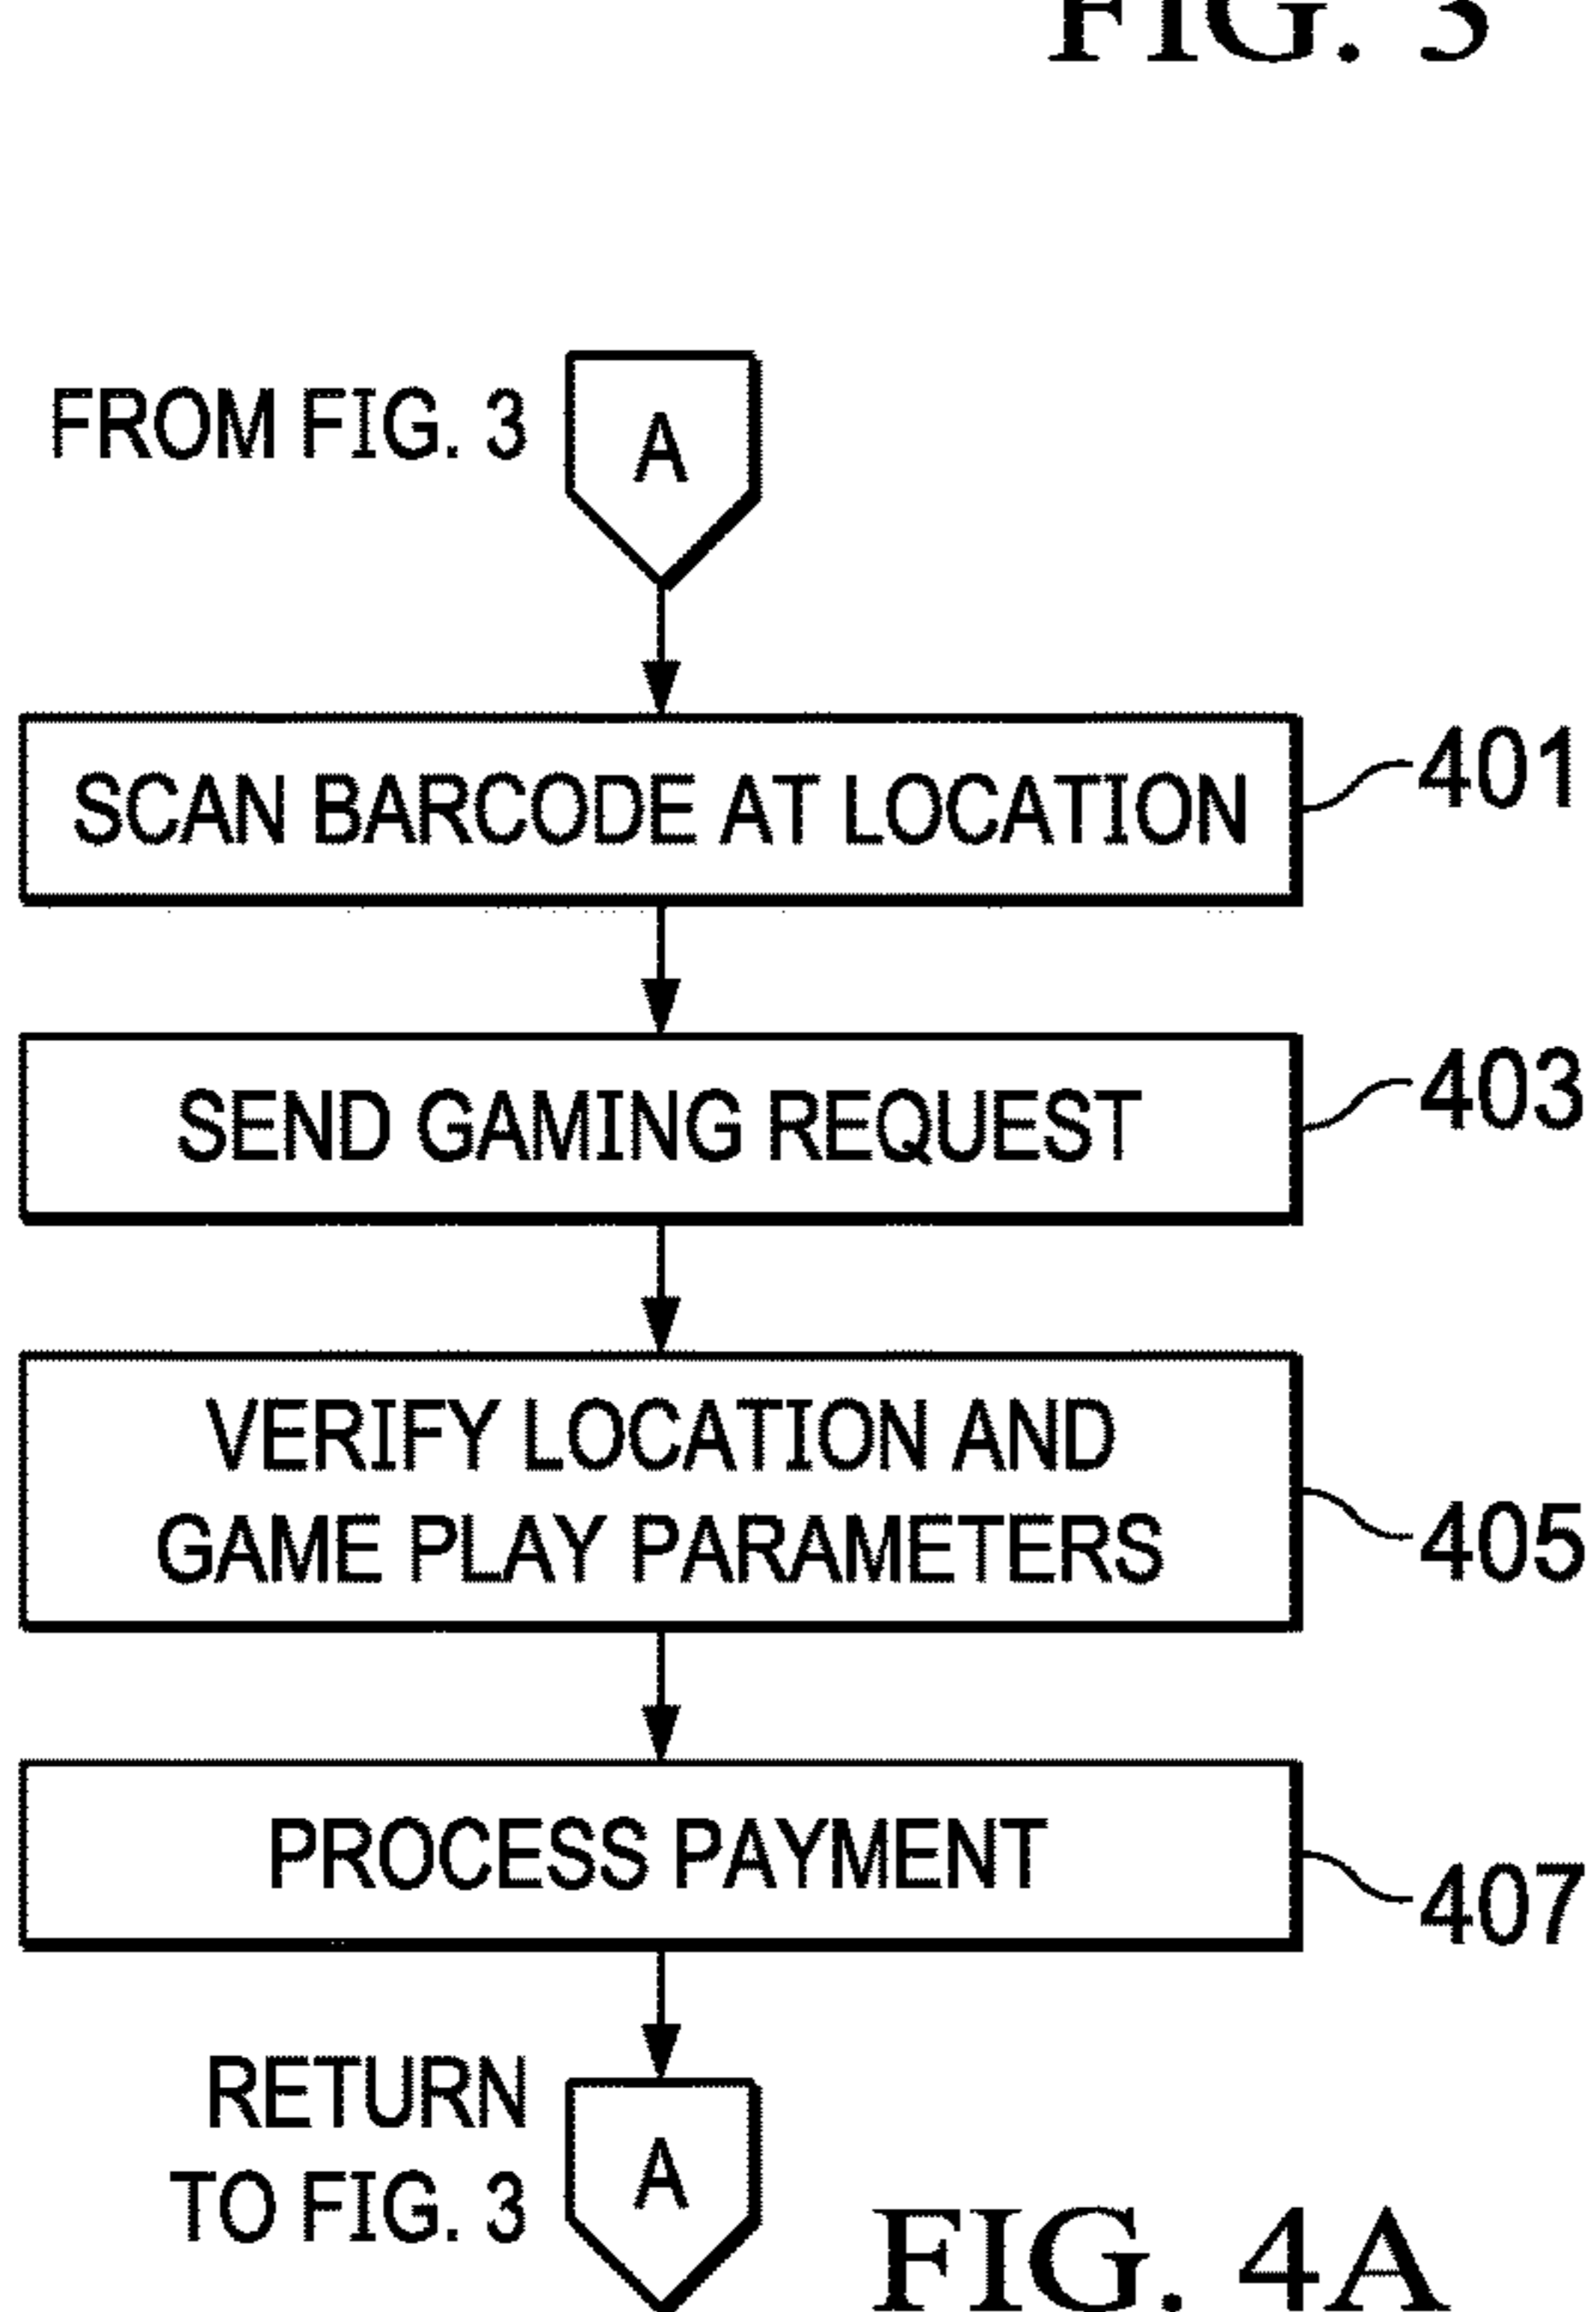 FIG. 3
FROM FIG. 3
A
SCAN BARCODE AT LOCATION
401
SEND GAMING REQUEST
403
VERIFY LOCATION AND
GAME PLAY PARAMETERS
405
PROCESS PAYMENT
407
RETURN
TO FIG. 3
A
FIG. 4A